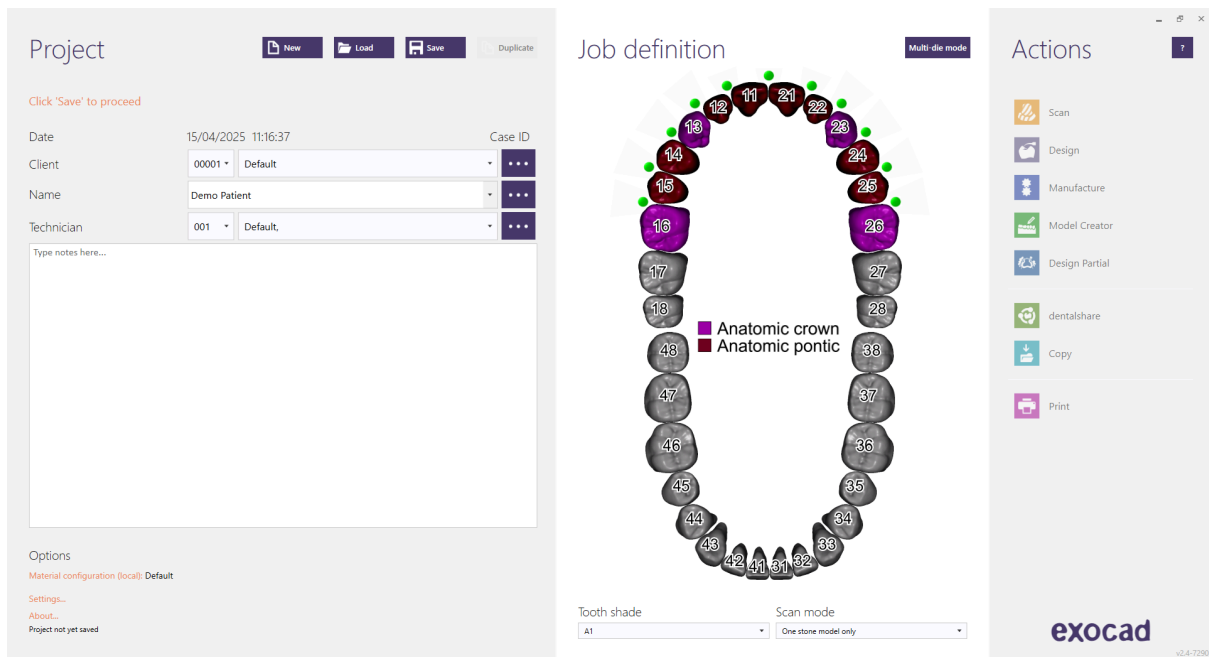 Project
New
Load
Save
Duplicate
Click 'Save' to proceed
Date 15/04/2025 11:16:37 Case ID
Client 00001 Default
Name Demo Patient
Technician 001 Default,
Type notes here...
Options
Material configuration (local): Default
Settings...
About...
Project not yet saved
Job definition
Multi-die mode
11 21
12 22
13 23
14 24
15 25
16 26
17 27
18 28
Anatomic crown
Anatomic pontic
48 38
47 37
46 36
45 35
44 34
43 33
42 41 31 32
Tooth shade
A1
Scan mode
One stone model only
Actions
?
Scan
Design
Manufacture
Model Creator
Design Partial
dentalshare
Copy
Print
exocad
v2.4-7290